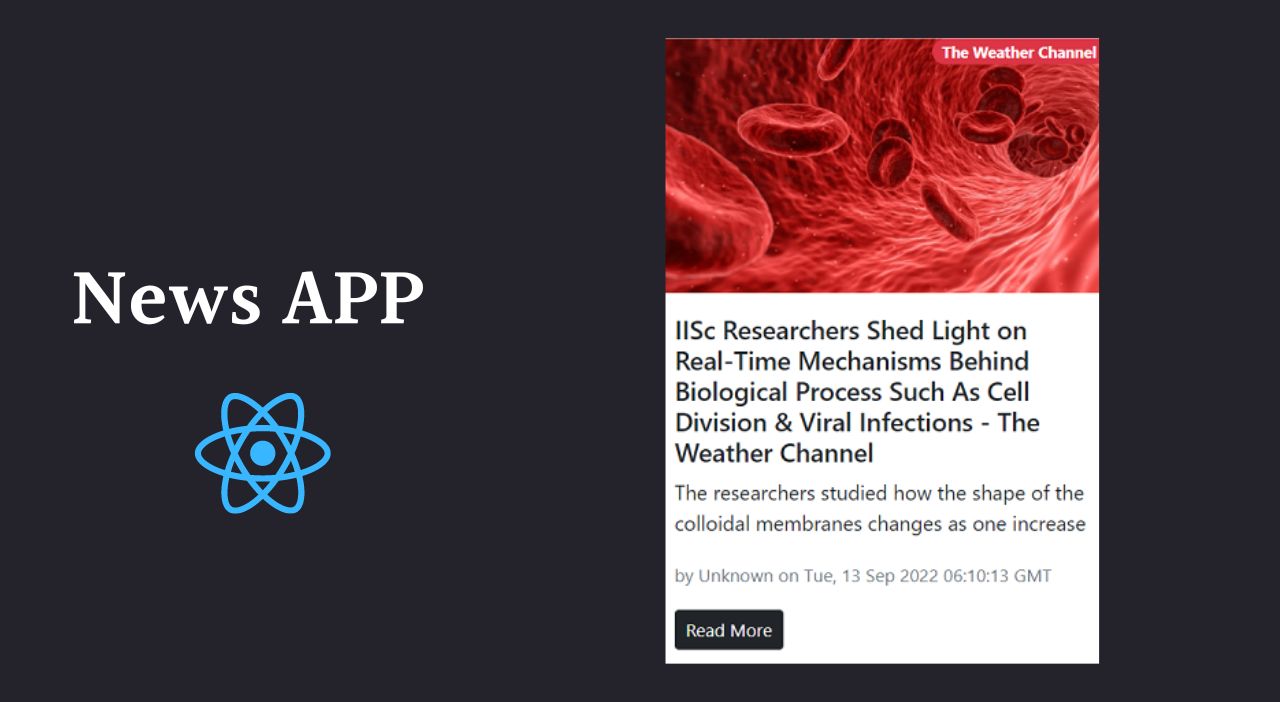 News APP
The Weather Channel
IISc Researchers Shed Light on
Real-Time Mechanisms Behind
Biological Process Such As Cell
Division & Viral Infections - The
Weather Channel
The researchers studied how the shape of the
colloidal membranes changes as one increase
by Unknown on Tue, 13 Sep 2022 06:10:13 GMT
Read More